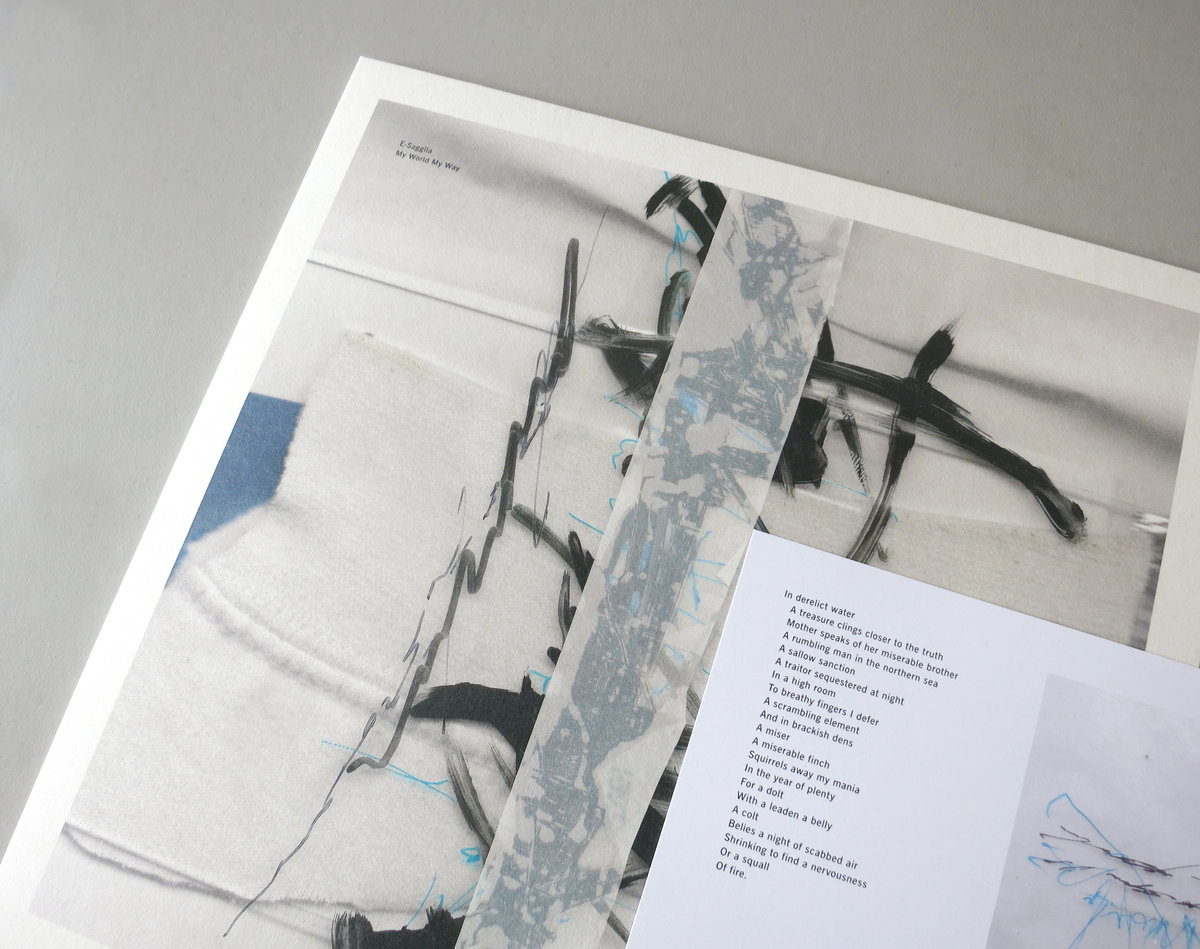 E-Saggila
My World My Way
In derelict water
A treasure clings closer to the truth
Mother speaks of her miserable brother
A rumbling man in the northern sea
A sallow sanction
A traitor sequestered at night
In a high room
To breathy fingers I defer
A scrambling element
And in brackish dens
A miser
A miserable finch
Squirrels away my mania
In the year of plenty
For a dolt
With a leaden a belly
A colt
Belies a night of scabbed air
Shrinking to find a nervousness
Or a squall
Of fire.